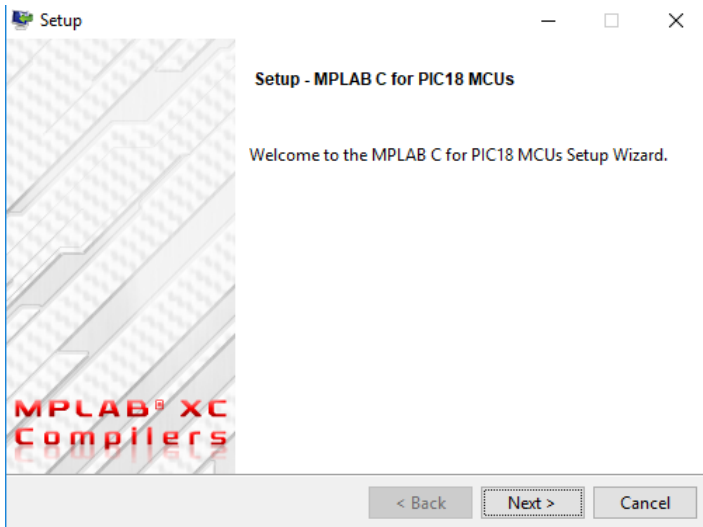 Setup
Setup - MPLAB C for PIC18 MCUs
Welcome to the MPLAB C for PIC18 MCUs Setup Wizard.
MPLAB® XC
Compilers
< Back
Next >
Cancel